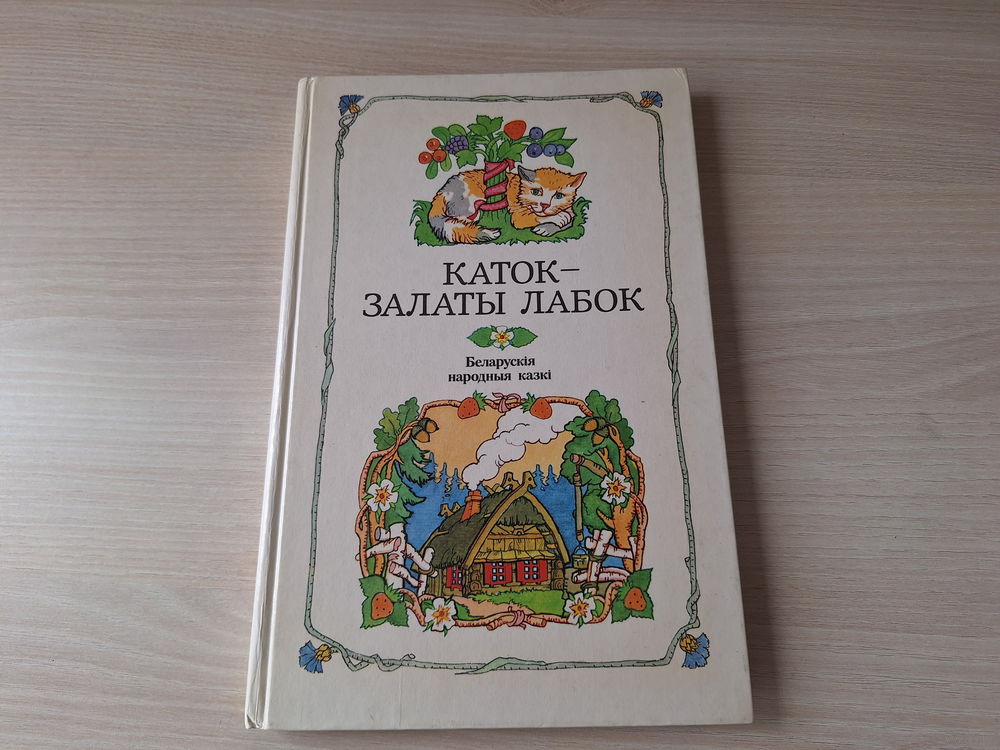 КАТОК–
ЗАЛАТЫ ЛАБОК
Беларускія
народныя казкі